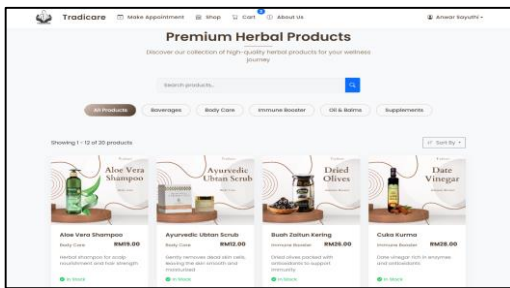 Tradicare Make Appointment Shop Cart About Us Anwar Sayuthi
Premium Herbal Products
Discover our collection of high-quality herbal products for your wellness
journey
Search products...
All Products Beverages Body Care Immune Booster Oil & Balms Supplements
Showing 1 - 12 of 20 products
Sort By
Aloe Vera
Shampoo
Ayurvedic
Ubtan Scrub
Dried
Olives
Date
Vinegar
Aloe Vera Shampoo
Body Care RM19.00
Herbal shampoo for scalp
nourishment and hair strength
In Stock
Ayurvedic Ubtan Scrub
Body Care RM12.00
Gently removes dead skin cells,
leaving the skin smooth and
moisturised
In Stock
Buah Zaitun Kering
Immune Booster RM26.00
Dried olives packed with
antioxidants to support
immunity
In Stock
Cuka Kurma
Immune Booster RM28.00
Date vinegar rich in enzymes
and antioxidants
In Stock